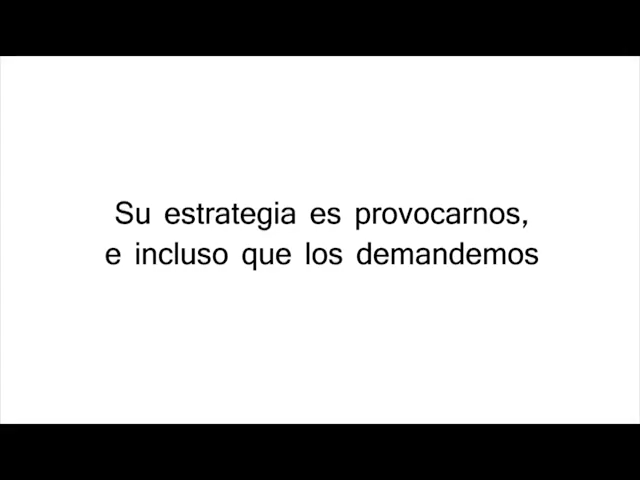 Su estrategia es provocarnos,
e incluso que los demandemos